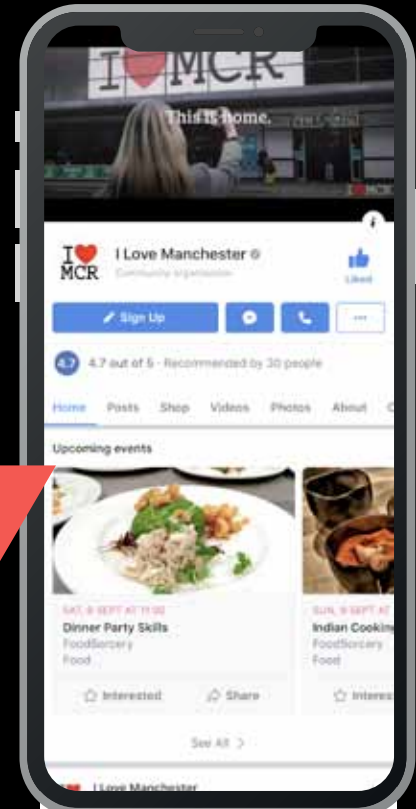 I ❤ MCR
This is home.
I ❤
MCR
I Love Manchester
Community organisation
Liked
Sign Up
4.7
4.7 out of 5 · Recommended by 30 people
Home Posts Shop Videos Photos About
Upcoming events
SAT, 8 SEPT AT 11:00
Dinner Party Skills
FoodSorcery
Food
Interested Share
SUN, 9 SEPT AT
Indian Cooking
FoodSorcery
Food
Interes
See All >
I Love Manchester